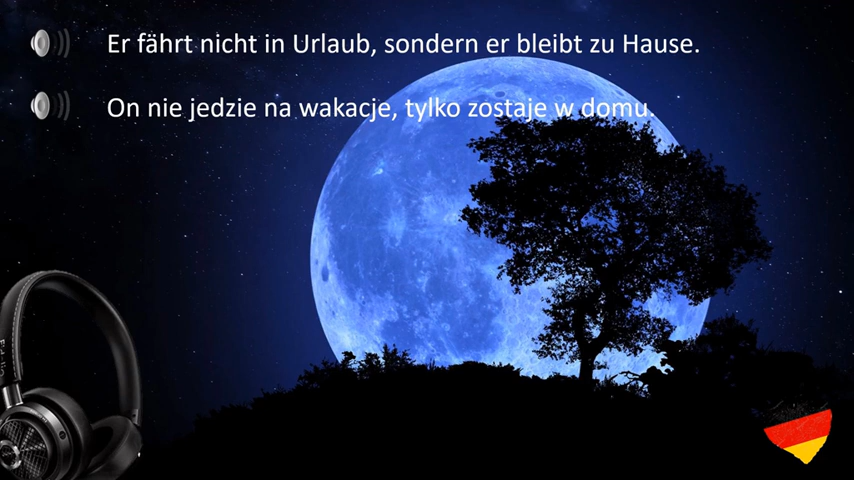 Er fährt nicht in Urlaub, sondern er bleibt zu Hause.
On nie jedzie na wakacje, tylko zostaje w domu.